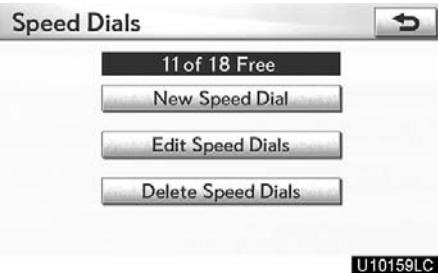 Speed Dials
11 of 18 Free
New Speed Dial
Edit Speed Dials
Delete Speed Dials
U10159LC